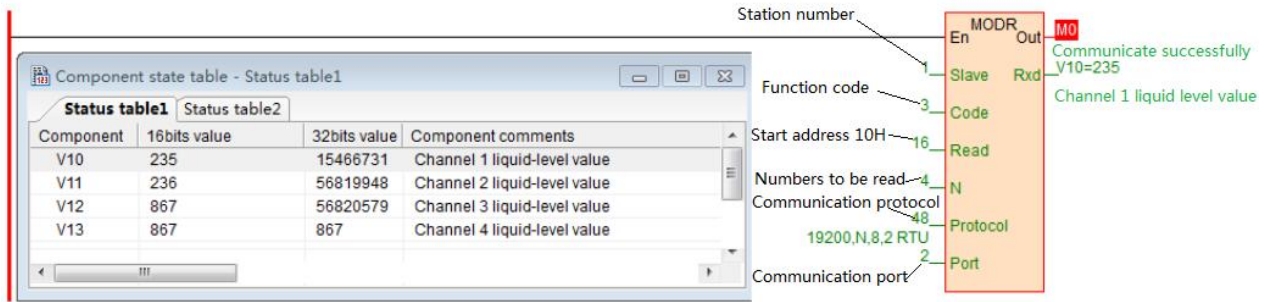 Component state table - Status table1
Status table1 Status table2
Component 16bits value 32bits value Component comments
V10 235 15466731 Channel 1 liquid-level value
V11 236 56819948 Channel 2 liquid-level value
V12 867 56820579 Channel 3 liquid-level value
V13 867 867 Channel 4 liquid-level value
Station number
Function code
Start address 10H
Numbers to be read
Communication protocol
19200,N,8,2 RTU
Communication port
MODR
En Out M0
Communicate successfully
1 Slave Rxd V10=235
Channel 1 liquid level value
3 Code
16 Read
4 N
48 Protocol
2 Port